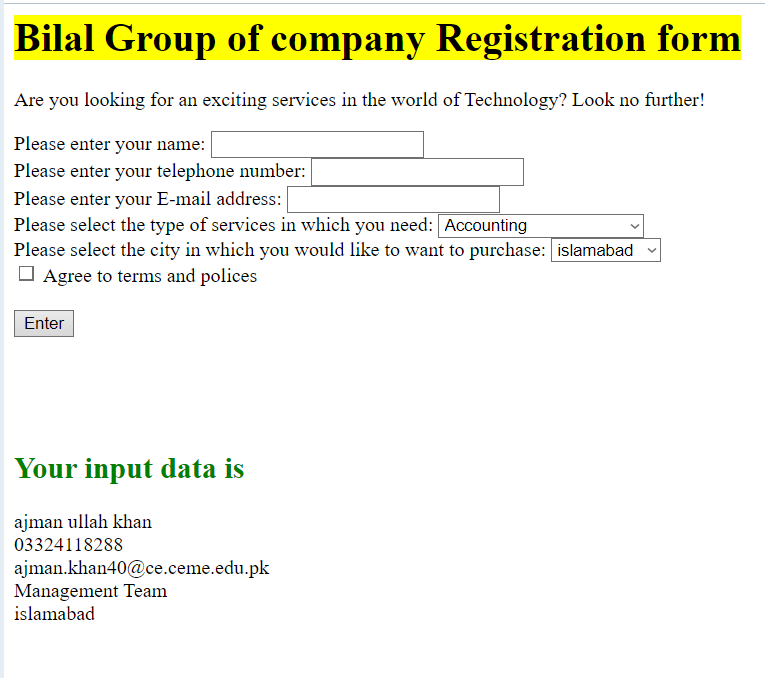 Bilal Group of company Registration form
Are you looking for an exciting services in the world of Technology? Look no further!
Please enter your name:
Please enter your telephone number:
Please enter your E-mail address:
Please select the type of services in which you need: Accounting
Please select the city in which you would like to want to purchase: islamabad
Agree to terms and polices
Enter
Your input data is
ajman ullah khan
03324118288
ajman.khan40@ce.ceme.edu.pk
Management Team
islamabad